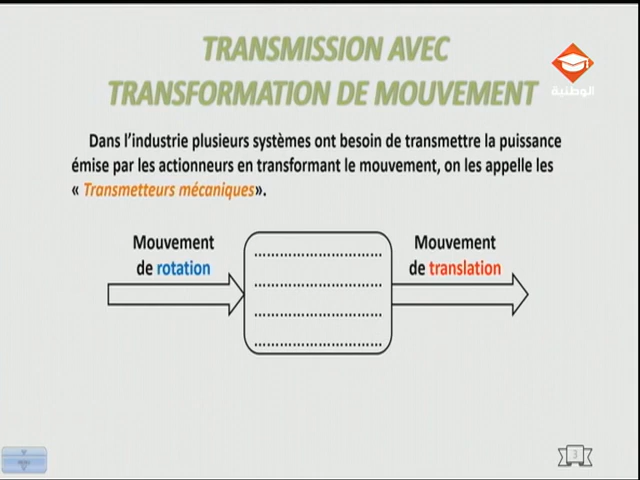 TRANSMISSION AVEC
TRANSFORMATION DE MOUVEMENT
الوطنية
Dans l'industrie plusieurs systèmes ont besoin de transmettre la puissance
émise par les actionneurs en transformant le mouvement, on les appelle les
« Transmetteurs mécaniques».
Mouvement
de rotation
................................
................................
................................
................................
Mouvement
de translation
3